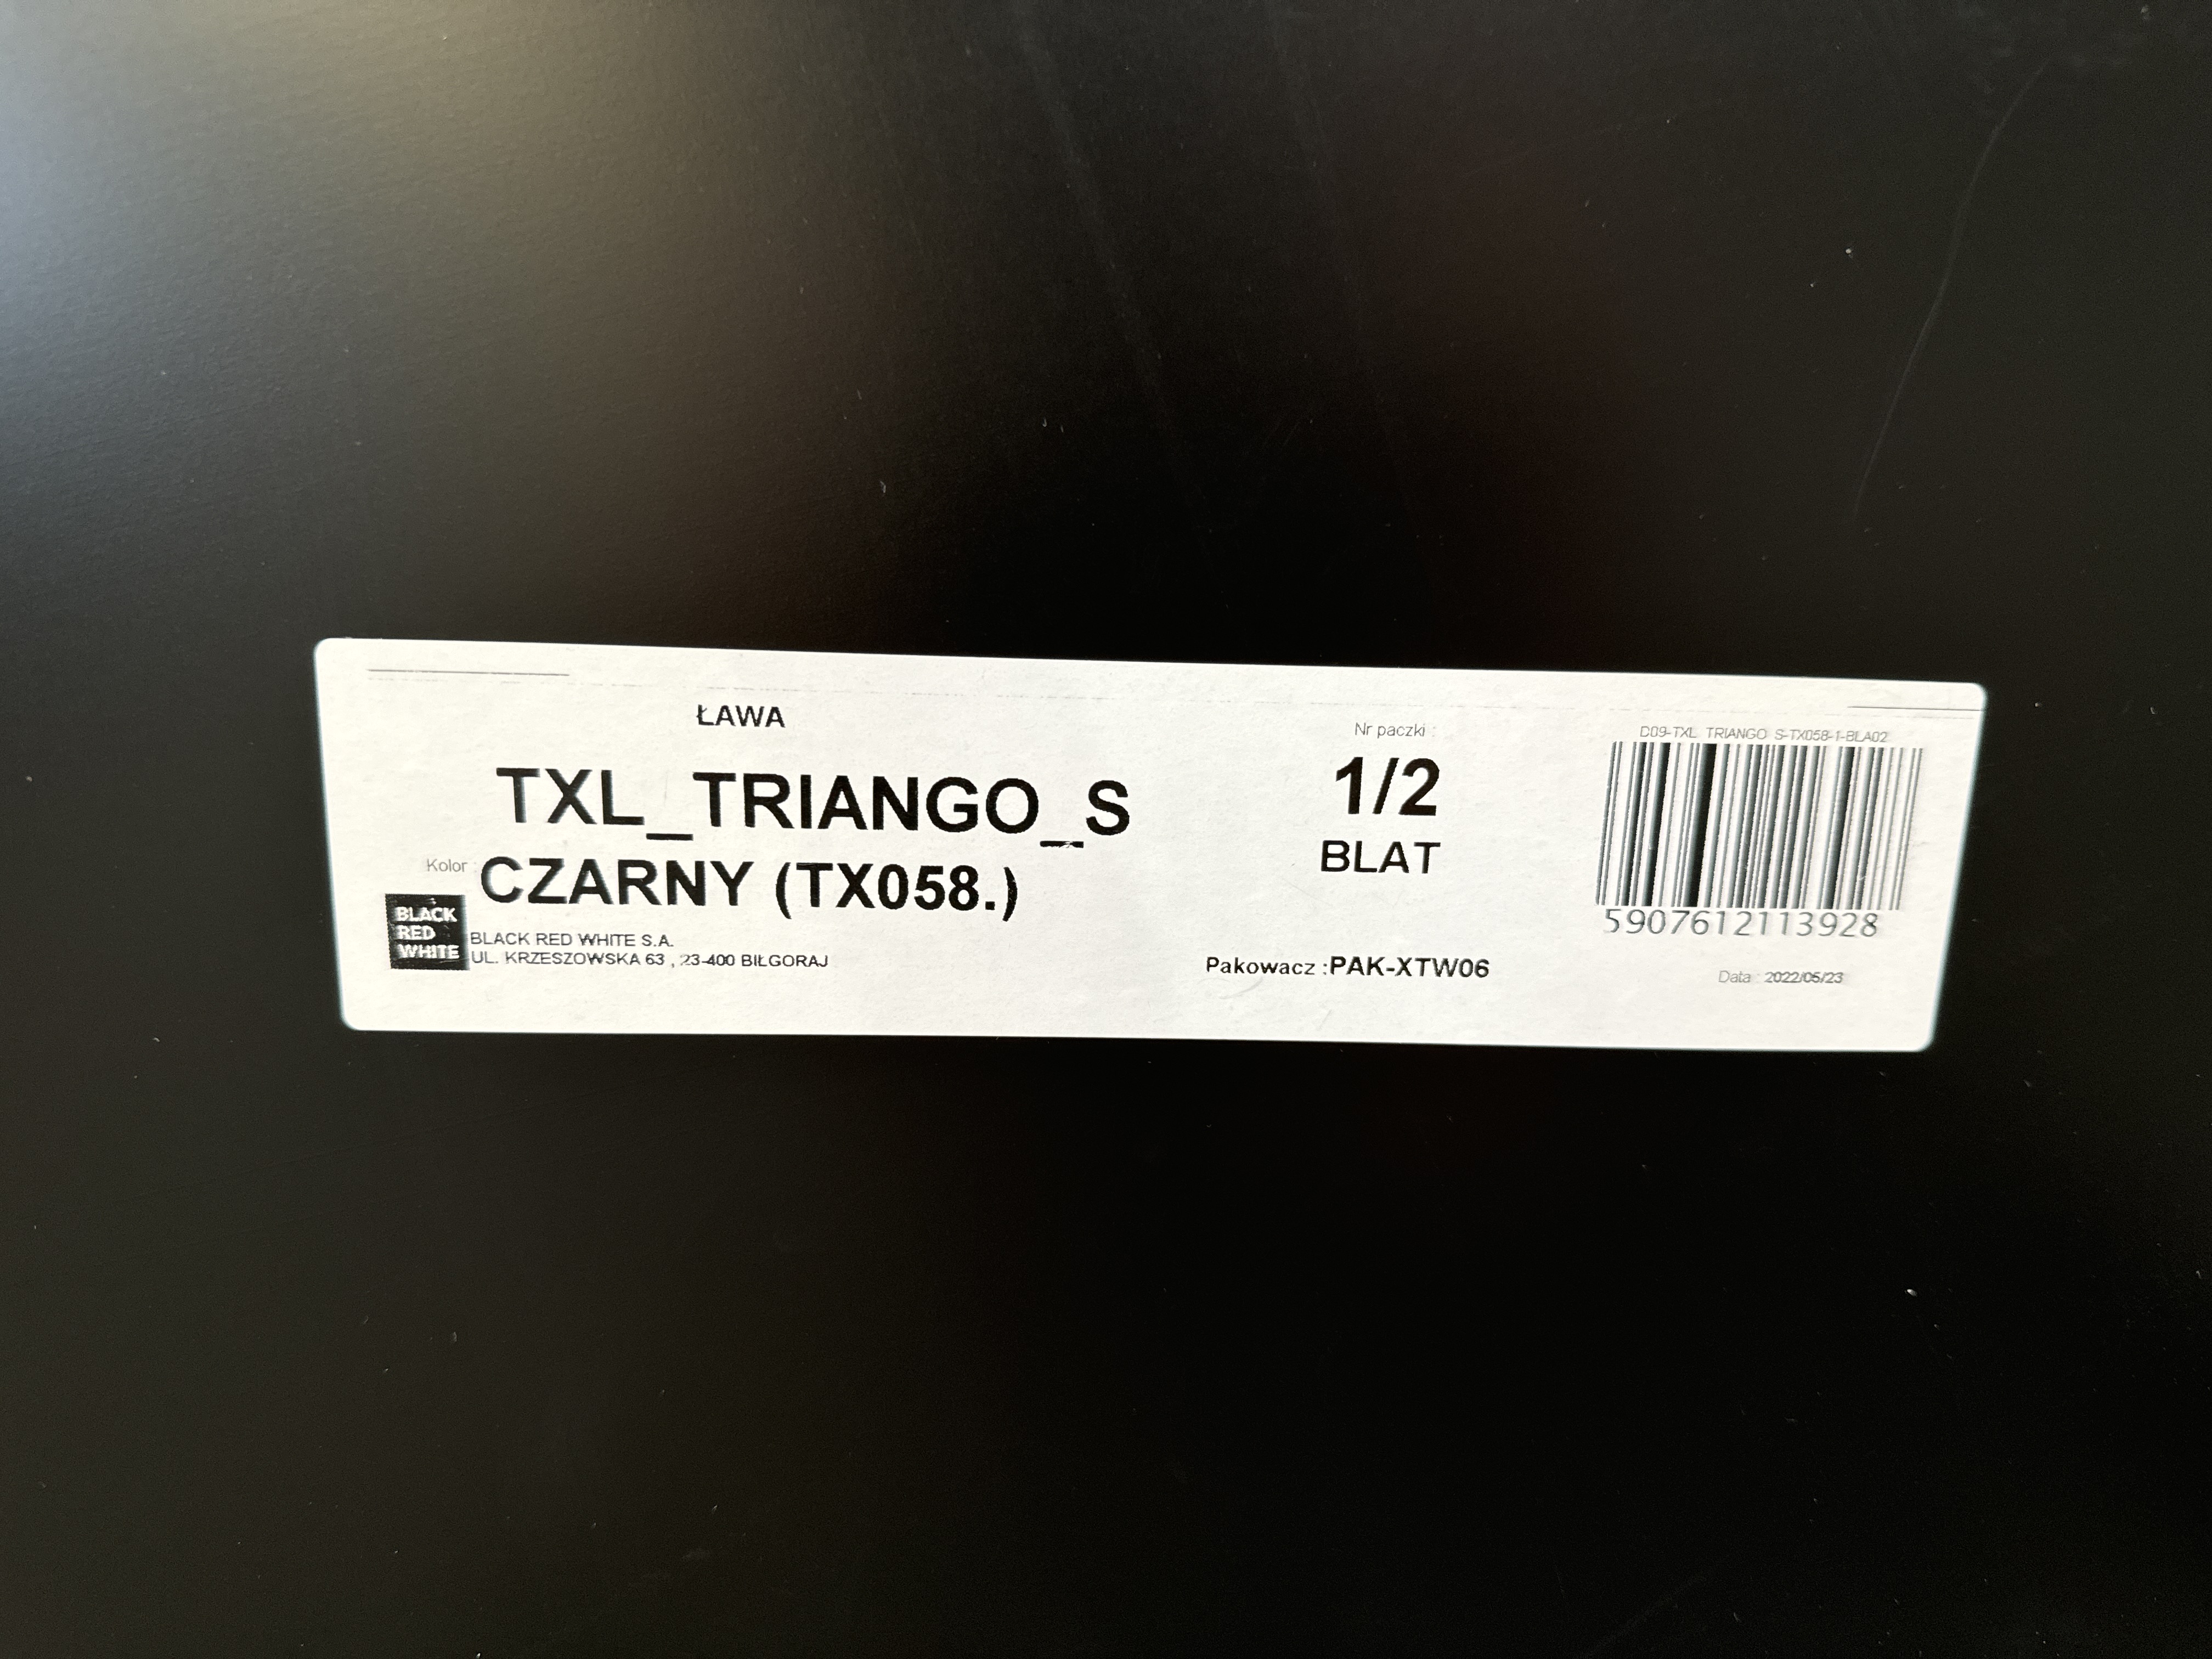 ŁAWA
TXL_TRIANGO_S
Kolor : CZARNY (TX058.)
BLACK
RED
WHITE
BLACK RED WHITE S.A.
UL. KRZESZOWSKA 63 , 23-400 BIŁGORAJ
Nr paczki :
1/2
BLAT
Pakowacz :PAK-XTW06
D09-TXL_TRIANGO_S-TX058-1-BLA02
5907612113928
Data : 2022/05/23